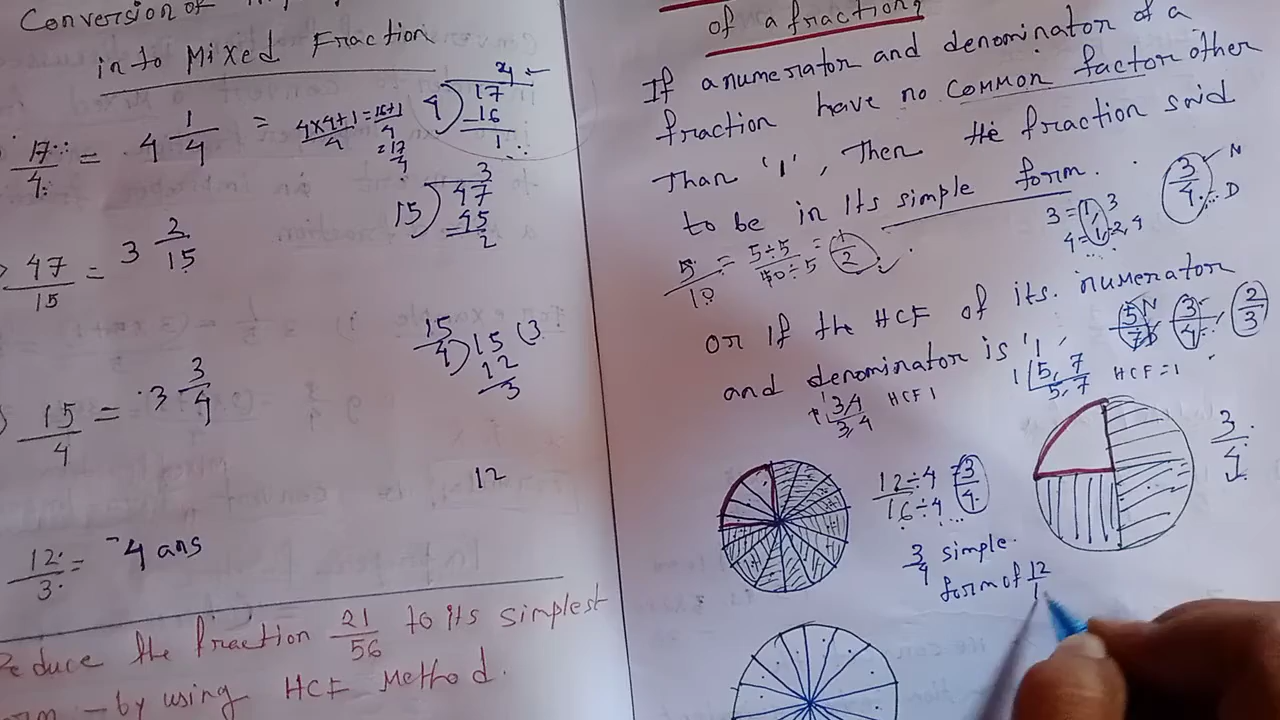 Conversion of
into Mixed Fraction
17/4 = 4 1/4 = 4×4+1/4 = 16+1/4
= 17/4
4) 17
-16
1
47/15 = 3 2/15
3
15) 47
45
2
15/4 = 3 3/4
15/4
4) 15 (3
12
3
12
12/3 = 4 ans
Reduce the fraction 21/56 to its simplest
form - by using HCF Method.
of a fraction?
If a numerator and denominator of a
fraction have no common factor other
Than '1', Then the fraction said
to be in its simple form.
3/4 N D
3 = 1, 3
4 = 1, 2, 4
5/10 = 5÷5/10÷5 = 1/2
or If the HCF of its numerator
and denominator is '1,
3/4 2/3
1 3,4 HCF 1
3,4
1 5, 7 HCF = 1
5, 7
12÷4 = 3
16÷4 4
3/4 simple
form of 12
3/4